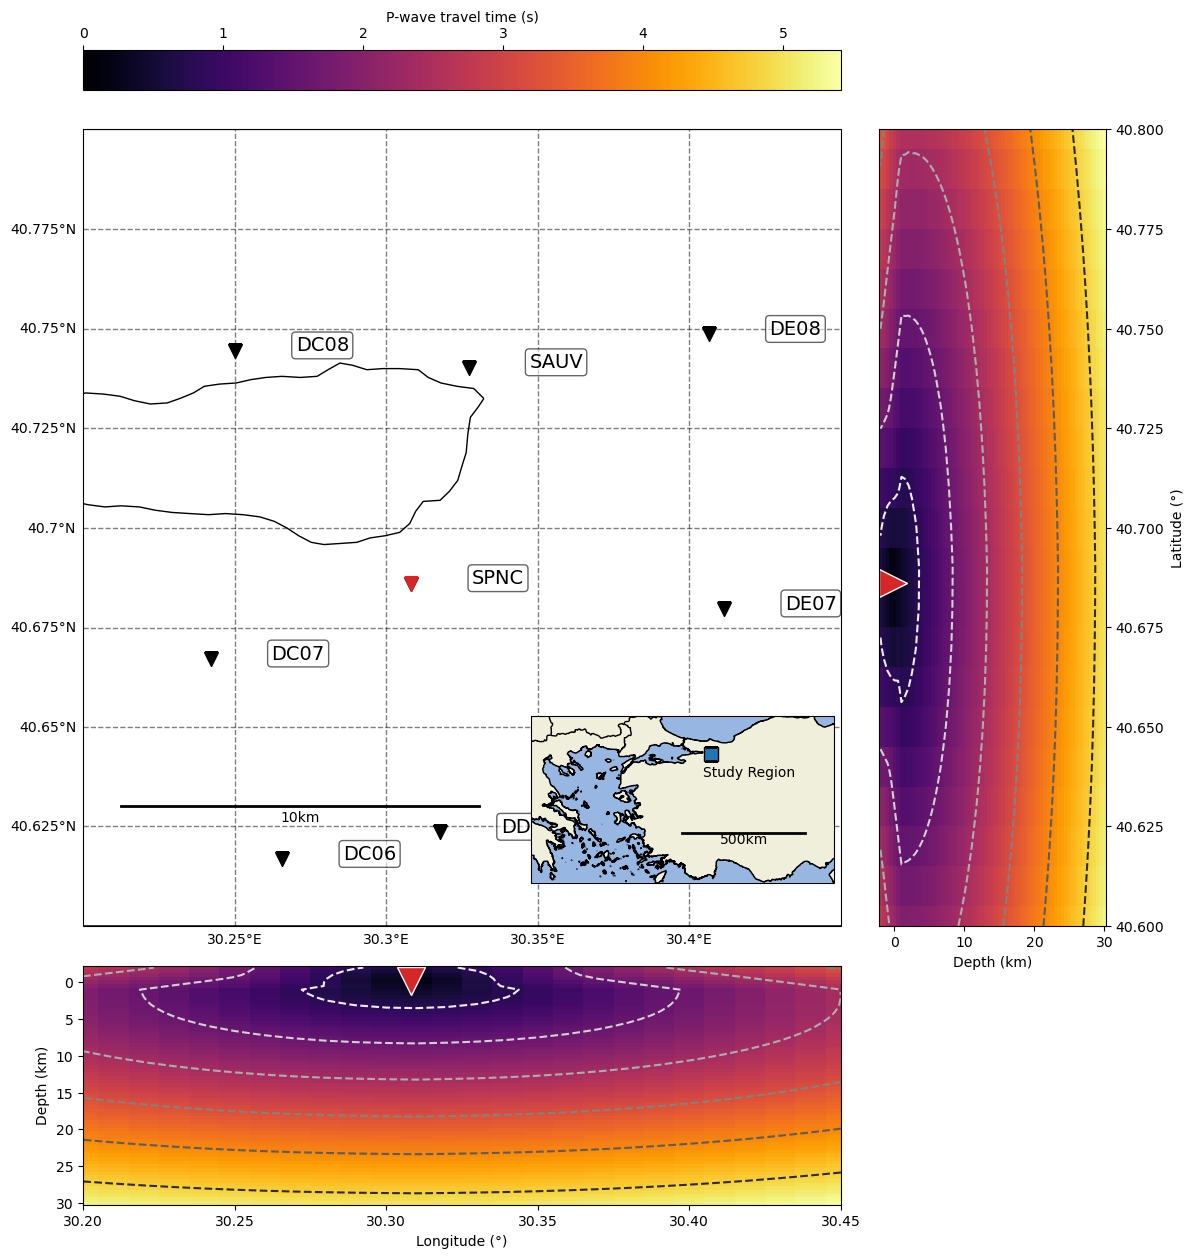 P-wave travel time (s)
0 1 2 3 4 5
40.775°N
40.75°N
40.725°N
40.7°N
40.675°N
40.65°N
40.625°N
DC08
SAUV
DE08
SPNC
DE07
DC07
10km
DC06
DD
Study Region
500km
30.25°E 30.3°E 30.35°E 30.4°E
40.800
40.775
40.750
40.725
40.700
40.675
40.650
40.625
40.600
Latitude (°)
0 10 20 30
Depth (km)
0
5
10
15
20
25
30
Depth (km)
30.20 30.25 30.30 30.35 30.40 30.45
Longitude (°)